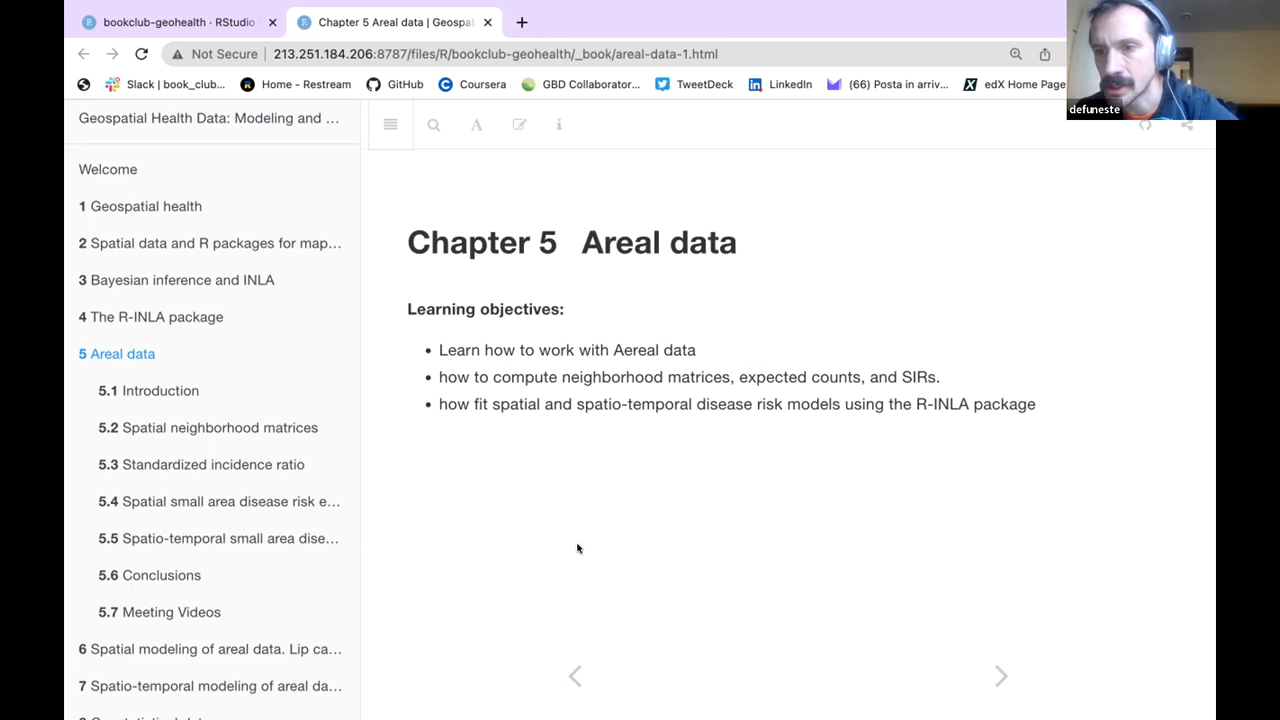 bookclub-geohealth · RStudio
Chapter 5 Areal data | Geospat
Not Secure
213.251.184.206:8787/files/R/bookclub-geohealth/_book/areal-data-1.html
Slack | book_club...
Home - Restream
GitHub
Coursera
GBD Collaborator...
TweetDeck
LinkedIn
(66) Posta in arriv...
edX Home Page
defuneste
Geospatial Health Data: Modeling and ...
Welcome
1 Geospatial health
2 Spatial data and R packages for map...
3 Bayesian inference and INLA
4 The R-INLA package
5 Areal data
5.1 Introduction
5.2 Spatial neighborhood matrices
5.3 Standardized incidence ratio
5.4 Spatial small area disease risk e...
5.5 Spatio-temporal small area dise...
5.6 Conclusions
5.7 Meeting Videos
6 Spatial modeling of areal data. Lip ca...
7 Spatio-temporal modeling of areal da...
Chapter 5 Areal data
Learning objectives:
• Learn how to work with Aereal data
• how to compute neighborhood matrices, expected counts, and SIRs.
• how fit spatial and spatio-temporal disease risk models using the R-INLA package